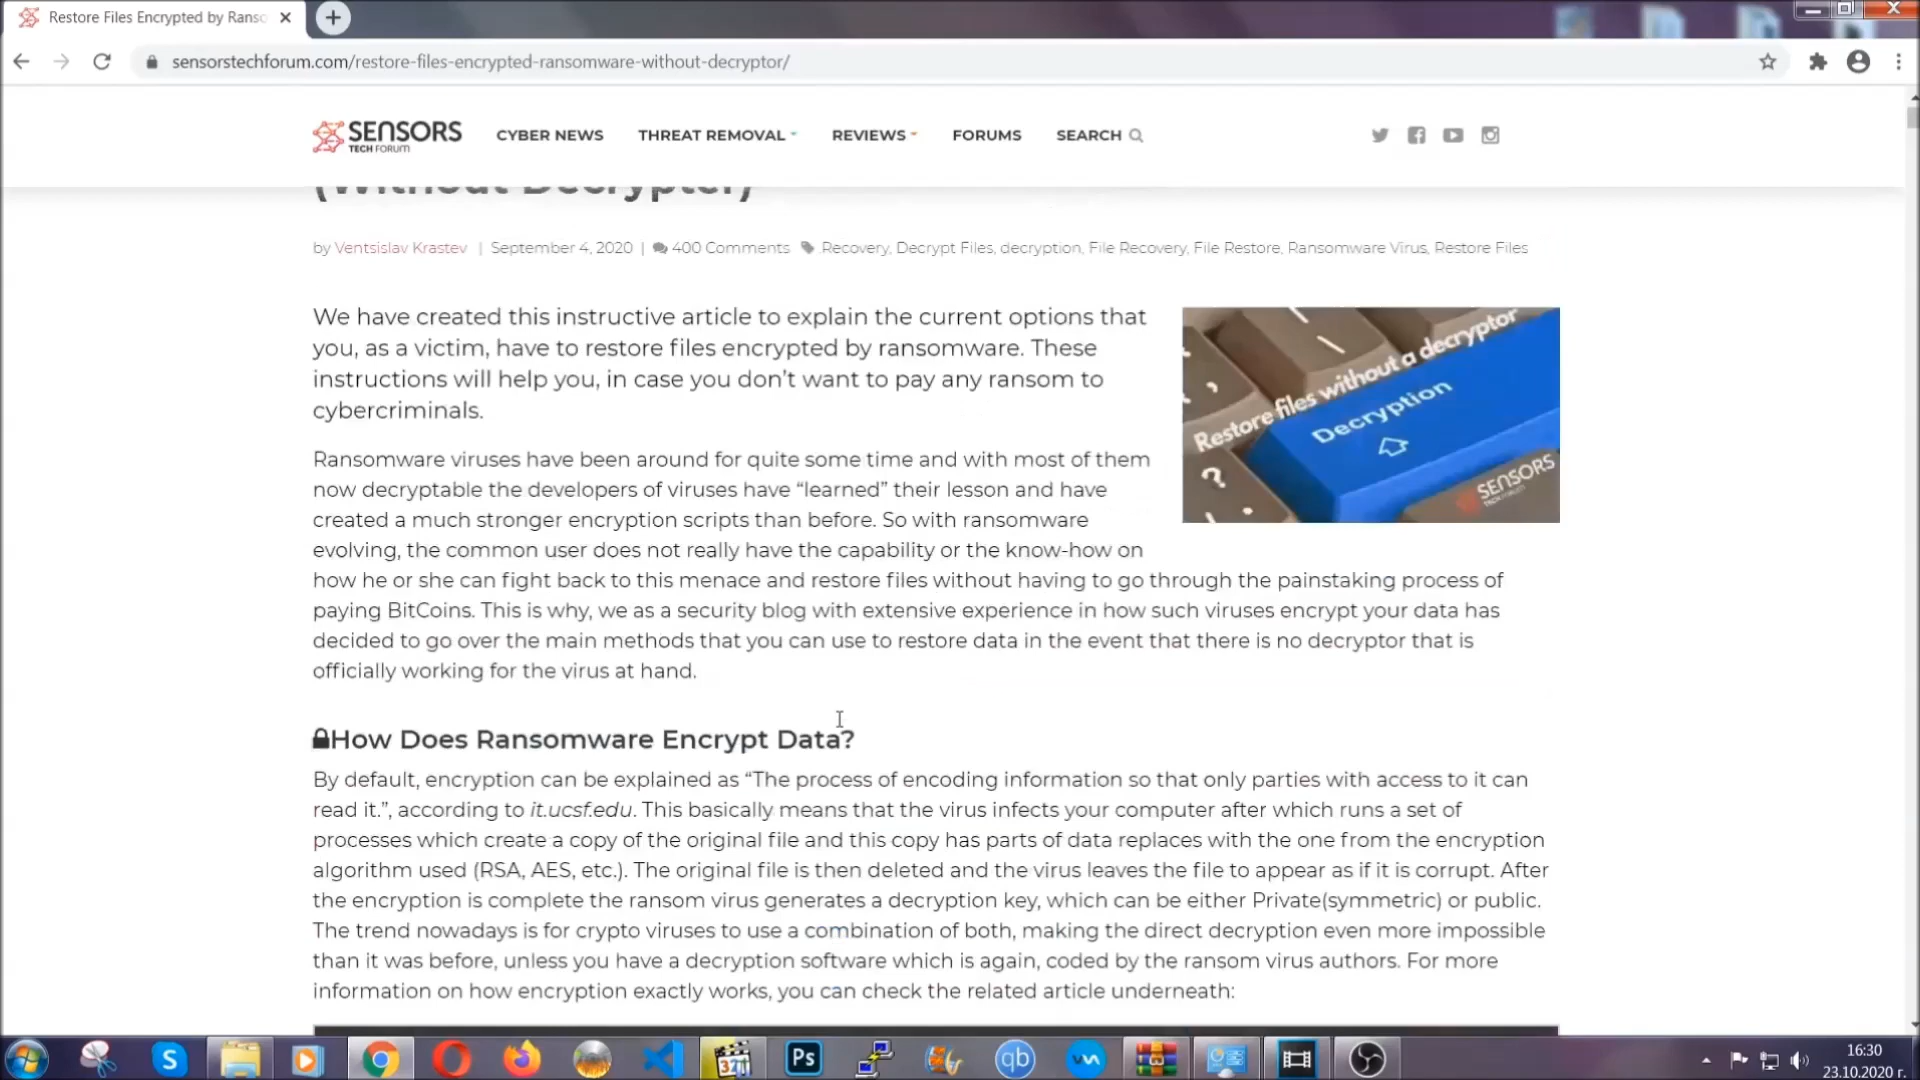 Restore Files Encrypted by Ranso
sensorstechforum.com/restore-files-encrypted-ransomware-without-decryptor/
SENSORS
TECH FORUM
CYBER NEWS THREAT REMOVAL REVIEWS FORUMS SEARCH
(Without Decrypter)
by Ventsislav Krastev | September 4, 2020 | 400 Comments Recovery, Decrypt Files, decryption, File Recovery, File Restore, Ransomware Virus, Restore Files
We have created this instructive article to explain the current options that
you, as a victim, have to restore files encrypted by ransomware. These
instructions will help you, in case you don’t want to pay any ransom to
cybercriminals.
Restore files without a decryptor
Decryption
SENSORS
Ransomware viruses have been around for quite some time and with most of them
now decryptable the developers of viruses have “learned” their lesson and have
created a much stronger encryption scripts than before. So with ransomware
evolving, the common user does not really have the capability or the know-how on
how he or she can fight back to this menace and restore files without having to go through the painstaking process of
paying BitCoins. This is why, we as a security blog with extensive experience in how such viruses encrypt your data has
decided to go over the main methods that you can use to restore data in the event that there is no decryptor that is
officially working for the virus at hand.
How Does Ransomware Encrypt Data?
By default, encryption can be explained as “The process of encoding information so that only parties with access to it can
read it.”, according to it.ucsf.edu. This basically means that the virus infects your computer after which runs a set of
processes which create a copy of the original file and this copy has parts of data replaces with the one from the encryption
algorithm used (RSA, AES, etc.). The original file is then deleted and the virus leaves the file to appear as if it is corrupt. After
the encryption is complete the ransom virus generates a decryption key, which can be either Private(symmetric) or public.
The trend nowadays is for crypto viruses to use a combination of both, making the direct decryption even more impossible
than it was before, unless you have a decryption software which is again, coded by the ransom virus authors. For more
information on how encryption exactly works, you can check the related article underneath:
S
321
Ps
qb
16:30
23.10.2020 г.